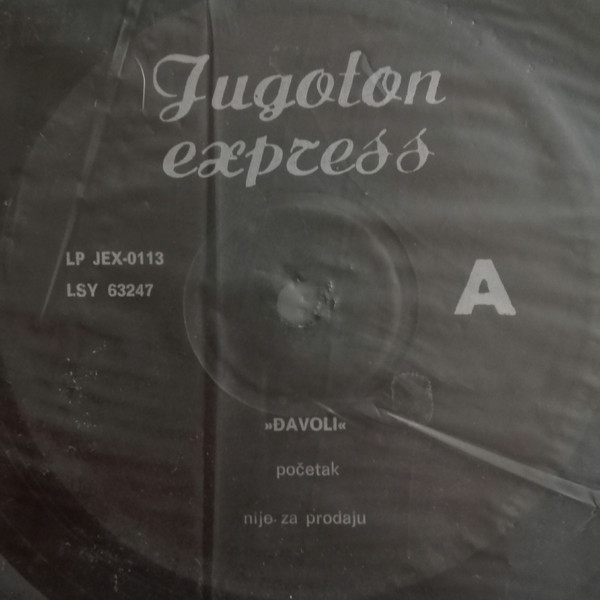 Jugoton
express
LP JEX-0113
LSY 63247
A
»ĐAVOLI«
početak
nije za prodaju